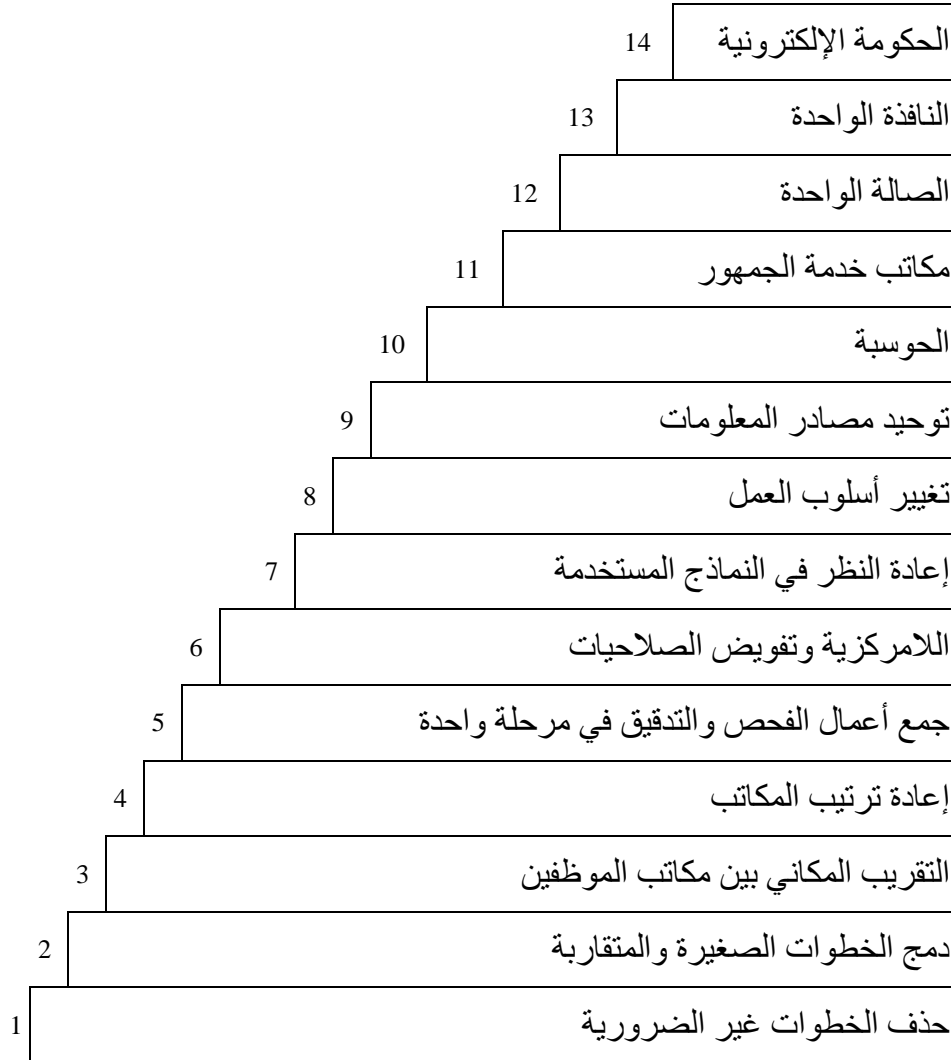 الحكومة الإلكترونية 14
النافذة الواحدة 13
الصالة الواحدة 12
مكاتب خدمة الجمهور 11
الحوسبة 10
توحيد مصادر المعلومات 9
تغيير أسلوب العمل 8
إعادة النظر في النماذج المستخدمة 7
اللامركزية وتفويض الصلاحيات 6
جمع أعمال الفحص والتدقيق في مرحلة واحدة 5
إعادة ترتيب المكاتب 4
التقريب المكاني بين مكاتب الموظفين 3
دمج الخطوات الصغيرة والمتقاربة 2
حذف الخطوات غير الضرورية 1